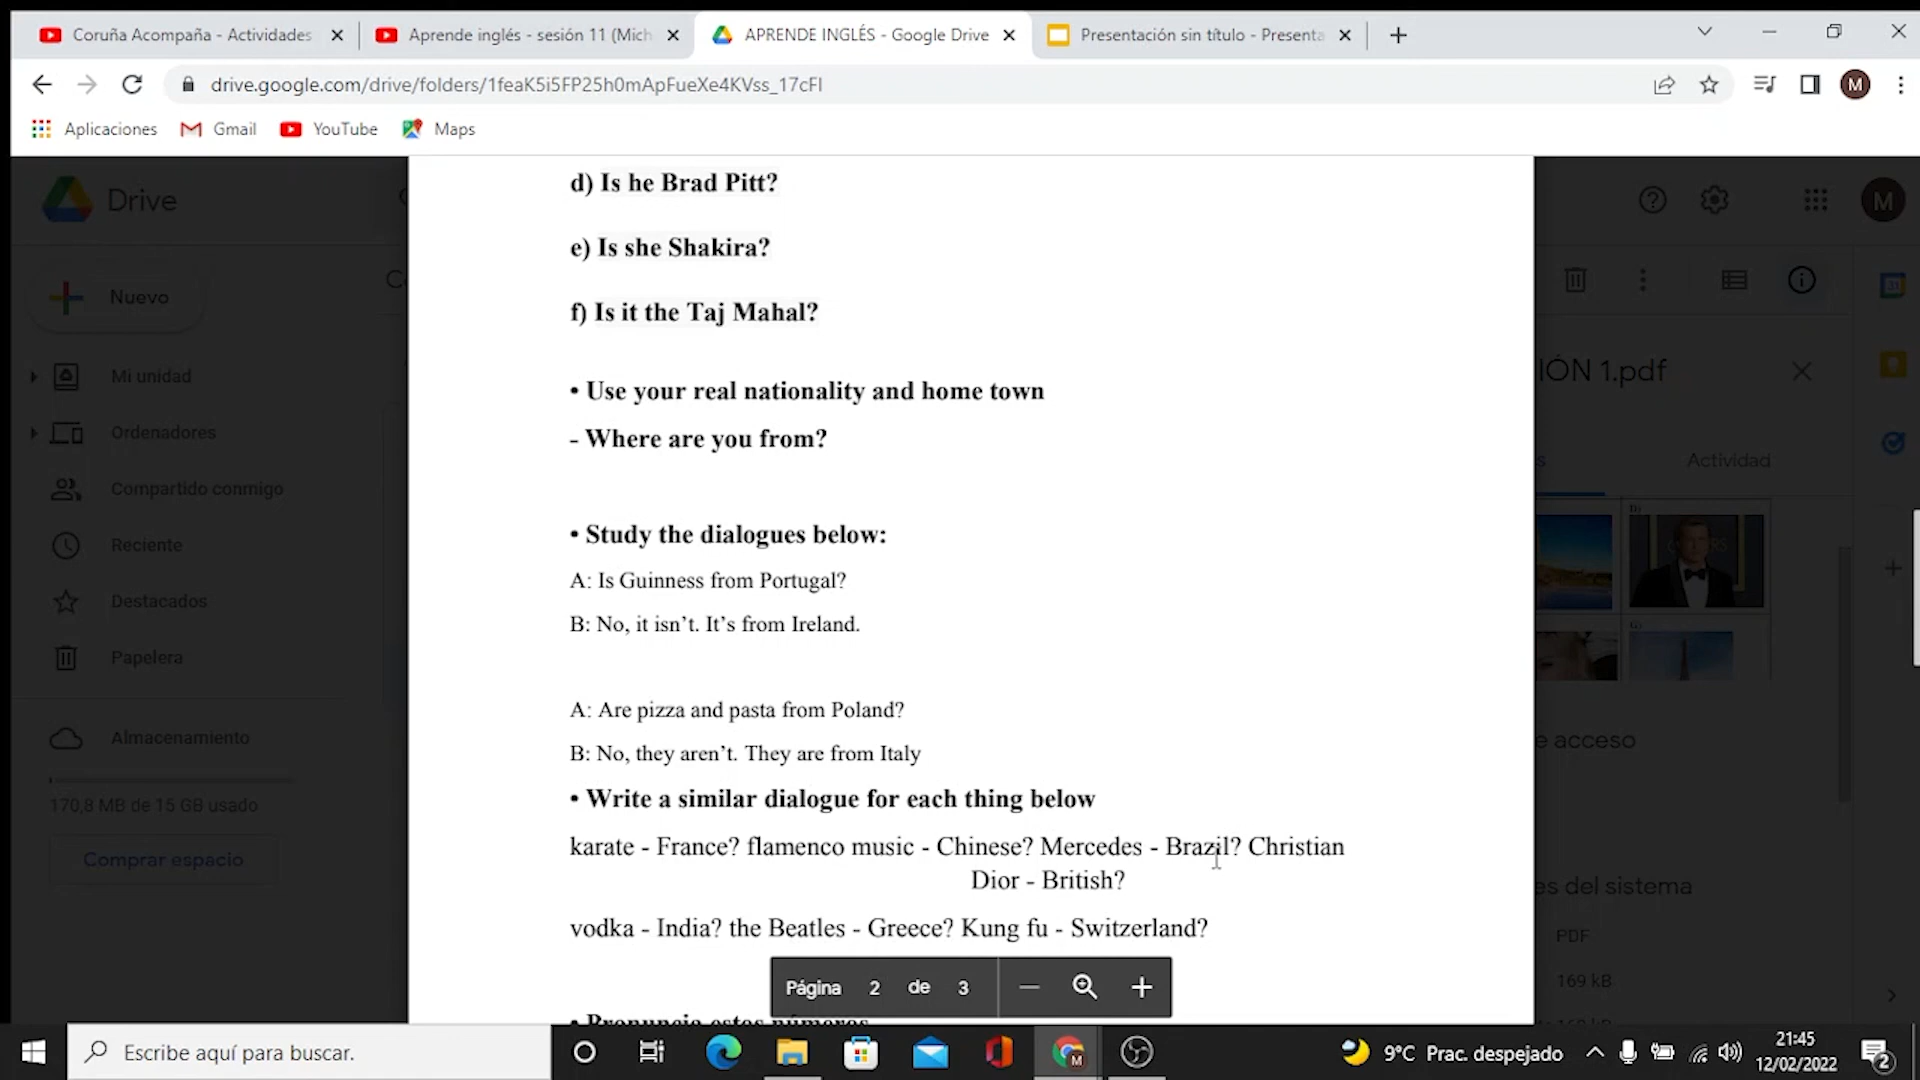 Coruña Acompaña - Actividades
Aprende inglés - sesión 11 (Mich
APRENDE INGLÉS - Google Drive
Presentación sin título - Presenta
drive.google.com/drive/folders/1feaK5i5FP25h0mApFueXe4KVss_17cFI
M
Aplicaciones
Gmail
YouTube
Maps
Drive
M
Nuevo
Mi unidad
Ordenadores
Compartido conmigo
Reciente
Destacados
Papelera
Almacenamiento
170,8 MB de 15 GB usado
Comprar espacio
d) Is he Brad Pitt?
e) Is she Shakira?
f) Is it the Taj Mahal?
• Use your real nationality and home town
- Where are you from?
• Study the dialogues below:
A: Is Guinness from Portugal?
B: No, it isn’t. It’s from Ireland.
A: Are pizza and pasta from Poland?
B: No, they aren’t. They are from Italy
• Write a similar dialogue for each thing below
karate - France? flamenco music - Chinese? Mercedes - Brazil? Christian
Dior - British?
vodka - India? the Beatles - Greece? Kung fu - Switzerland?
• Pronuncia estos números
Página 2 de 3
IÓN 1.pdf
s
Actividad
e acceso
es del sistema
PDF
169 kB
31
Escribe aquí para buscar.
M
9°C Prac. despejado
21:45
12/02/2022
2